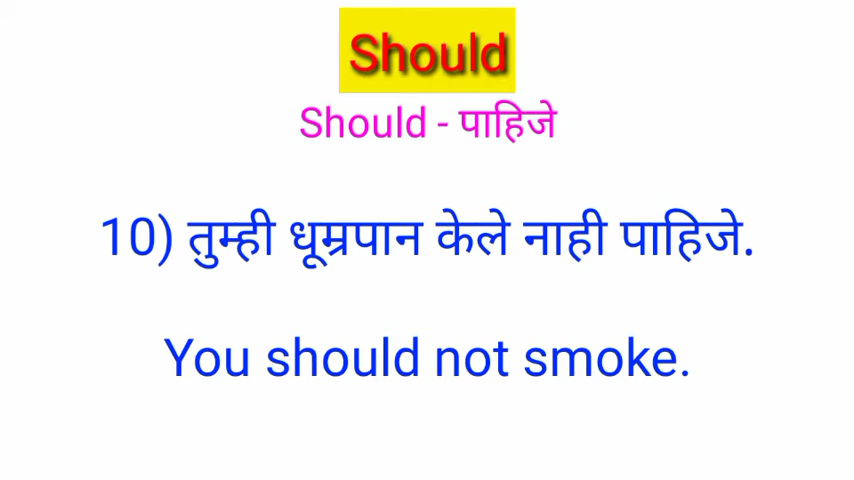 Should
Should - पाहिजे
10) तुम्ही धूम्रपान केले नाही पाहिजे.
You should not smoke.